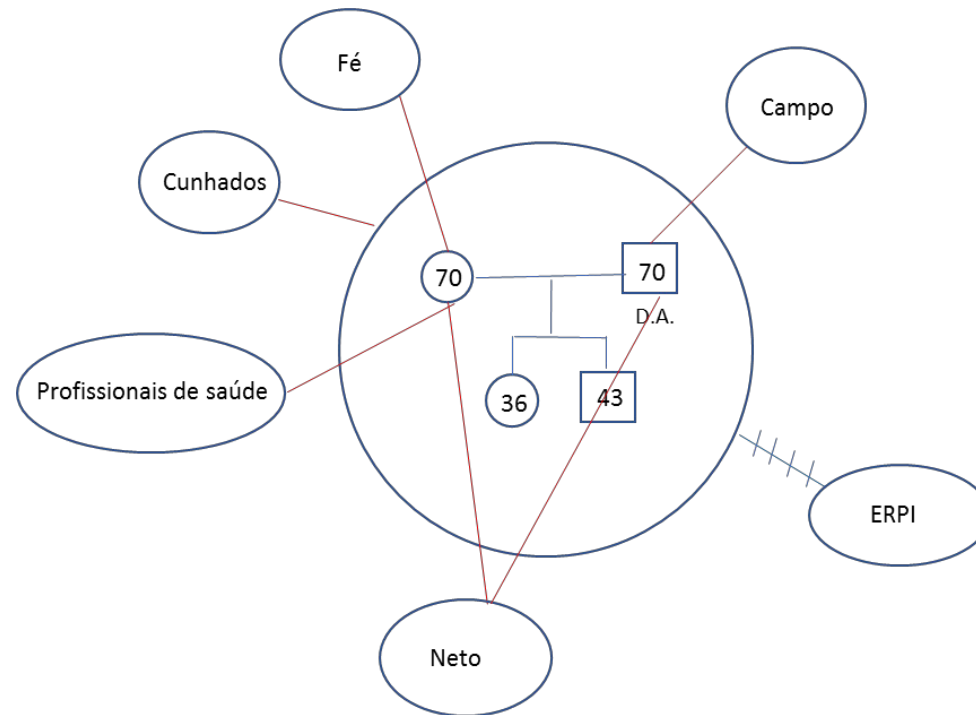 Fé
Campo
Cunhados
70
70
D.A.
Profissionais de saúde
36
43
ERPI
Neto